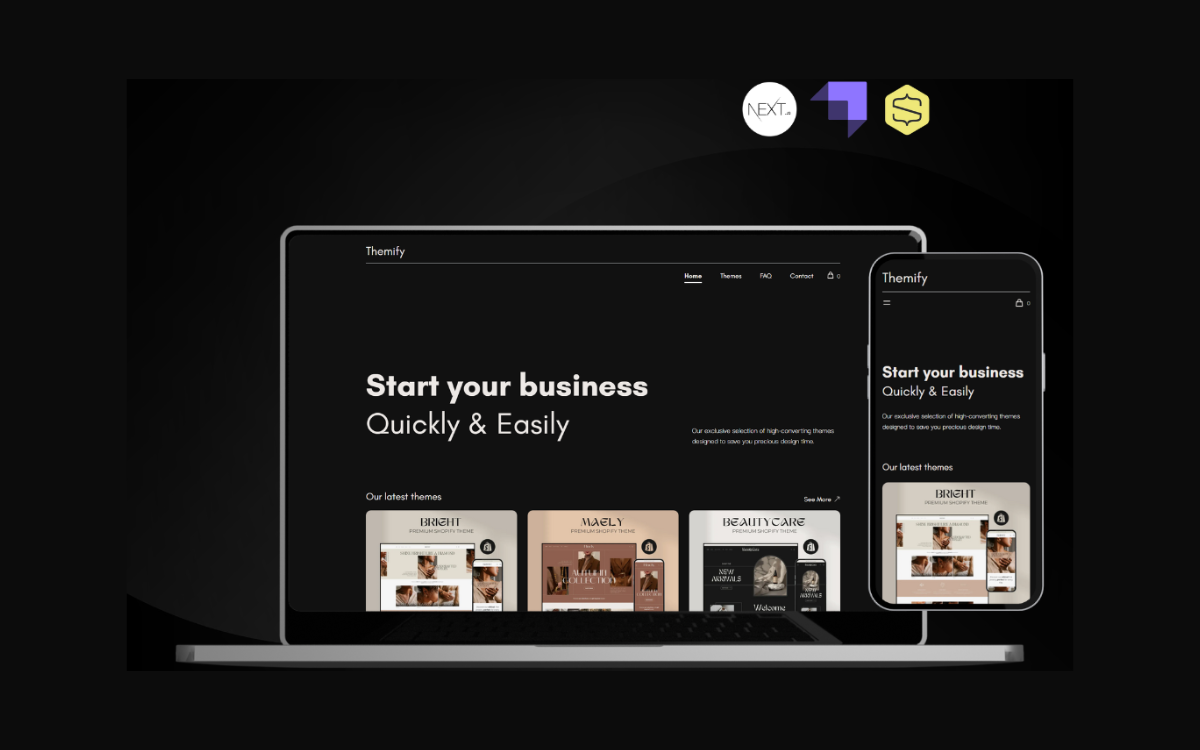 NEXT.JS
Themify
Home Themes FAQ Contact 0
Start your business
Quickly & Easily
Our exclusive selection of high-converting themes
designed to save you precious design time.
Our latest themes
See More ↗
BRIGHT
PREMIUM SHOPIFY THEME
MAELY
PREMIUM SHOPIFY THEME
AUTUMN
COLLECTION
BEAUTYCARE
PREMIUM SHOPIFY THEME
NEW
ARRIVALS
Welcome
NEW
ARRIVALS
Themify
0
Start your business
Quickly & Easily
Our exclusive selection of high-converting themes
designed to save you precious design time.
Our latest themes
BRIGHT
PREMIUM SHOPIFY THEME